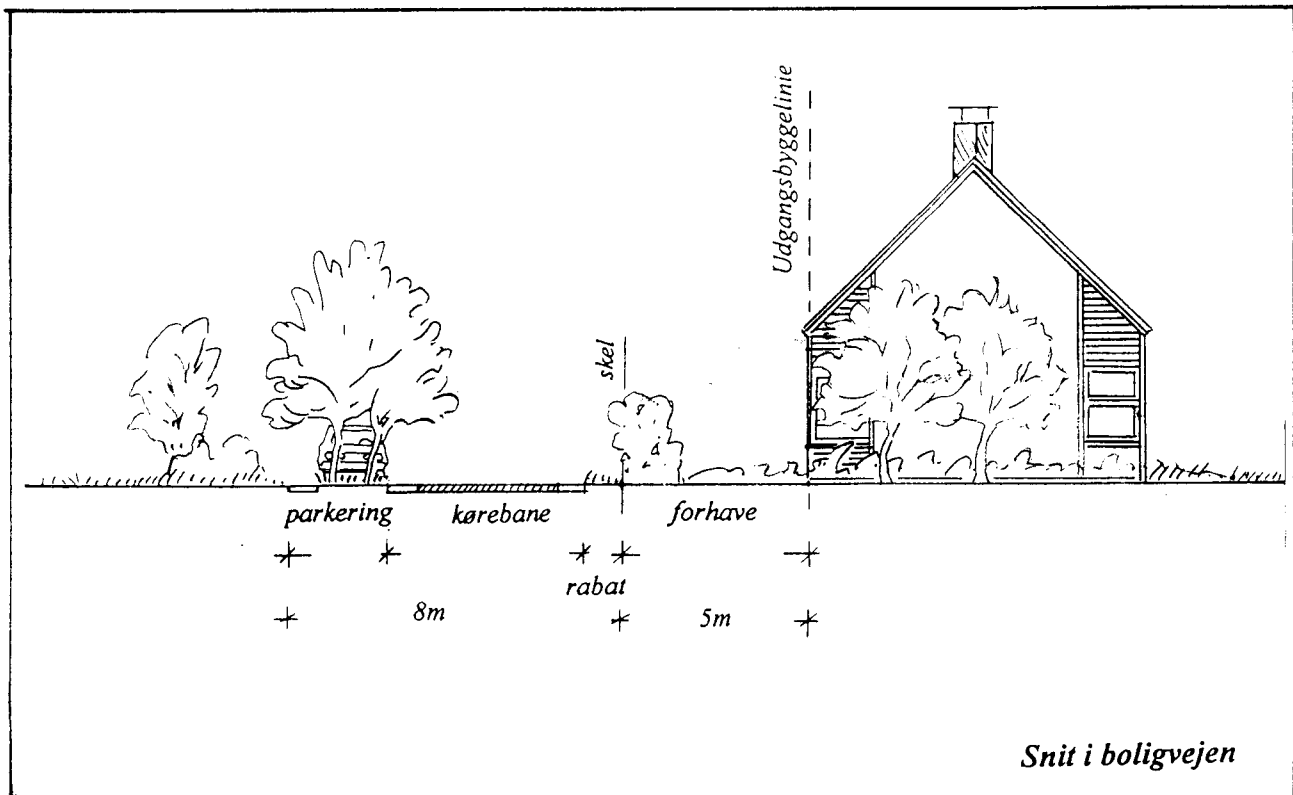 Udgangsbyggelinie
skel
parkering kørebane forhave
rabat
8m 5m
Snit i boligvejen